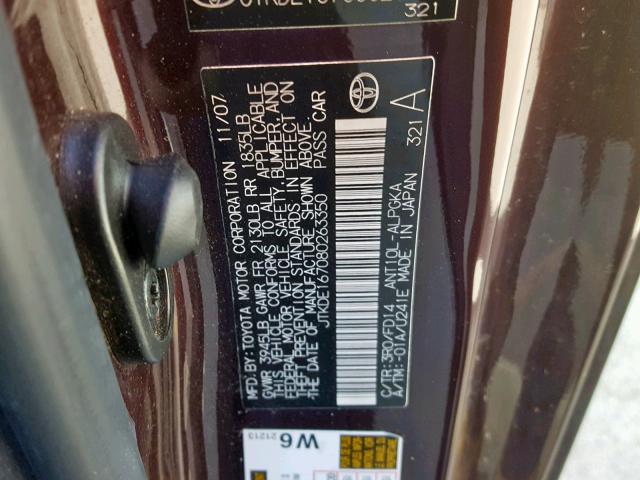 321
MFD. BY: TOYOTA MOTOR CORPORATION 11/07
GVWR 3945LB GAWR FR 2130LB RR 1835LB
THIS VEHICLE CONFORMS TO ALL APPLICABLE
FEDERAL MOTOR VEHICLE SAFETY, BUMPER, AND
THEFT PREVENTION STANDARDS IN EFFECT ON
THE DATE OF MANUFACTURE SHOWN ABOVE.
JTKDE167080263350 PASS CAR
C/TR:3R0/FD14 ANT10L -ALPGKA 321 A
A/TM:-01A/U241E MADE IN JAPAN
W6
21213